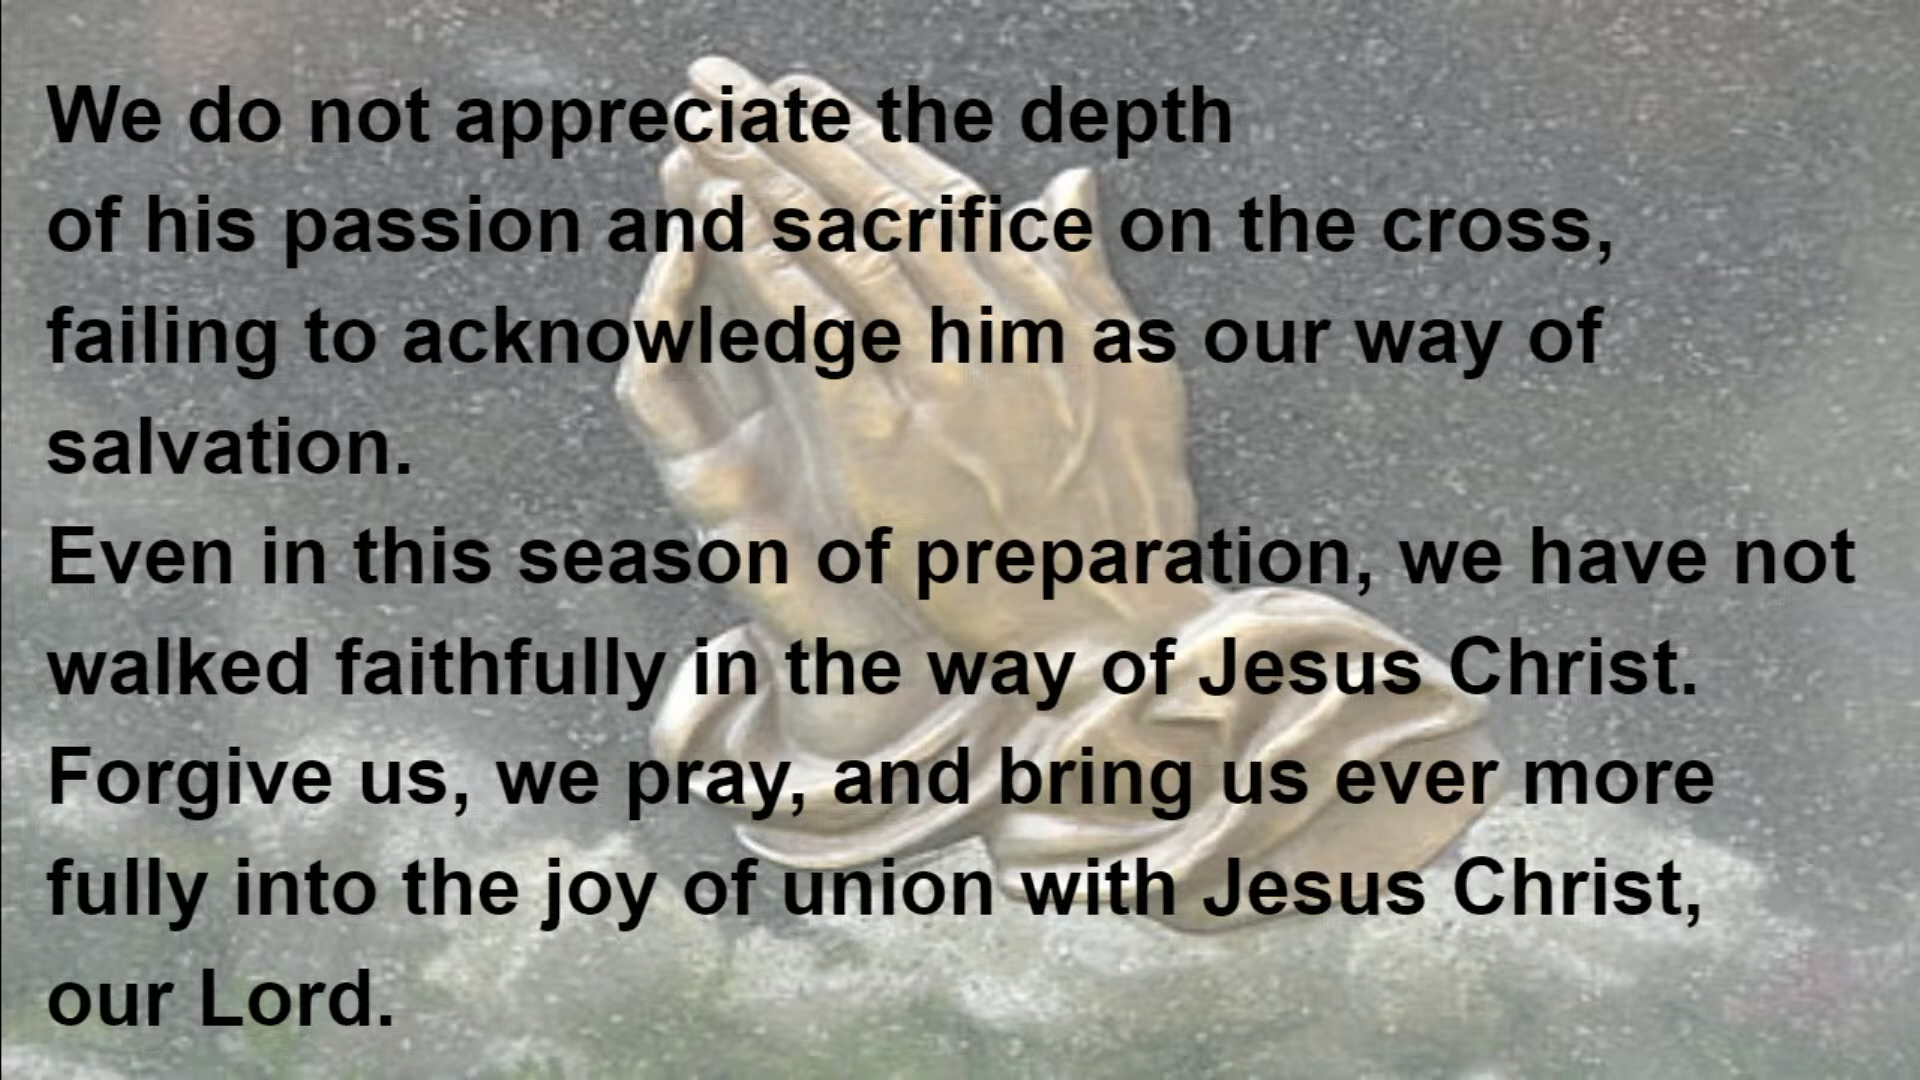 We do not appreciate the depth
of his passion and sacrifice on the cross,
failing to acknowledge him as our way of
salvation.
Even in this season of preparation, we have not
walked faithfully in the way of Jesus Christ.
Forgive us, we pray, and bring us ever more
fully into the joy of union with Jesus Christ,
our Lord.